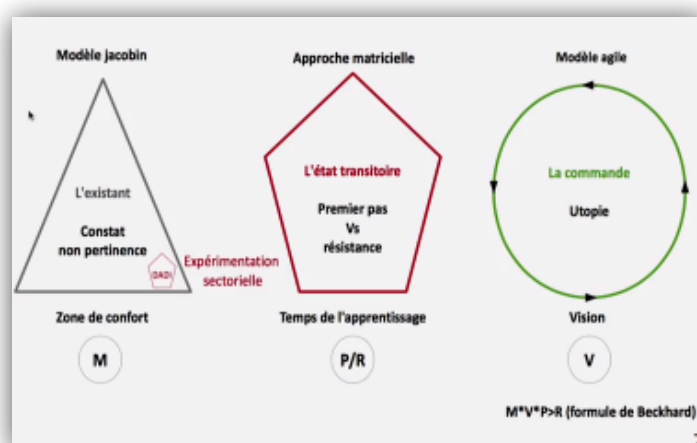 Modèle jacobin
L'existant
Constat
non pertinence
DADI
Expérimentation
sectorielle
Zone de confort
M
Approche matricielle
L'état transitoire
Premier pas
Vs
résistance
Temps de l'apprentissage
P/R
Modèle agile
La commande
Utopie
Vision
V
M*V*P>R (formule de Beckhard)